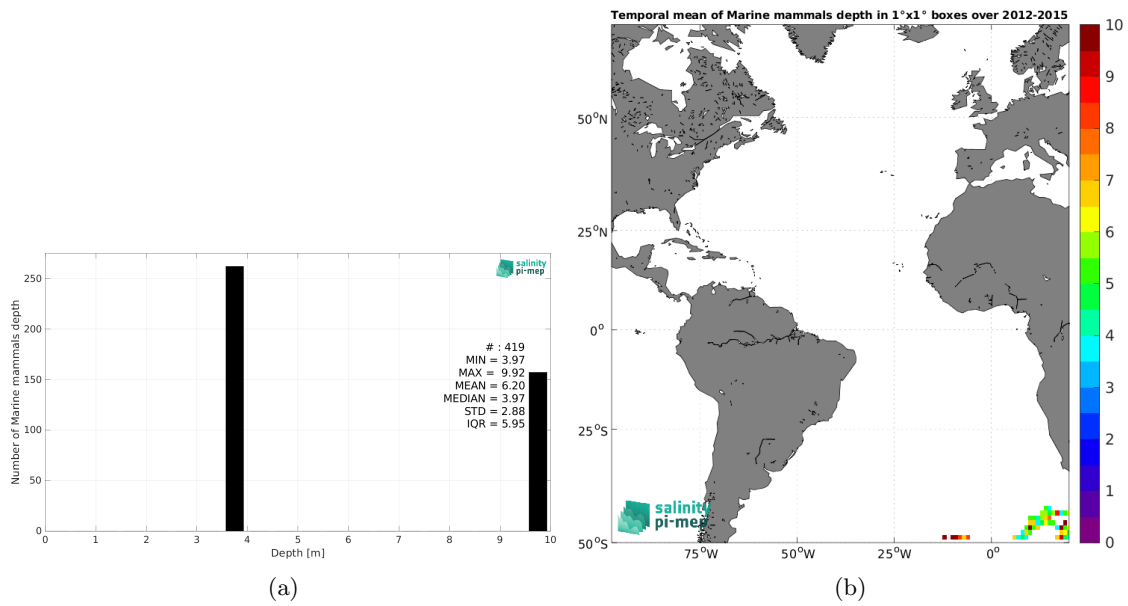 Temporal mean of Marine mammals depth in 1°x1° boxes over 2012-2015
Number of Marine mammals depth
250
200
150
100
50
0
salinity
pi-mep
# : 419
MIN = 3.97
MAX = 9.92
MEAN = 6.20
MEDIAN = 3.97
STD = 2.88
IQR = 5.95
0 1 2 3 4 5 6 7 8 9 10
Depth [m]
(a)
50°N
25°N
0°
25°S
50°S
salinity
pi-mep
75°W 50°W 25°W 0°
10
9
8
7
6
5
4
3
2
1
0
(b)